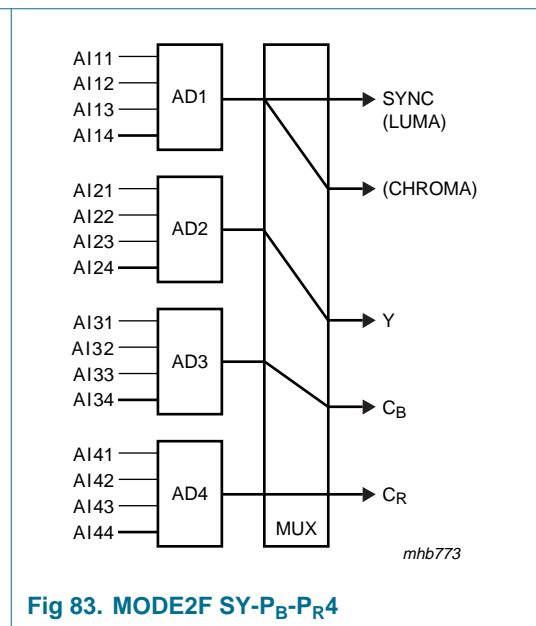 AI11
AI12
AI13
AI14
AD1
SYNC
(LUMA)
(CHROMA)
AI21
AI22
AI23
AI24
AD2
Y
AI31
AI32
AI33
AI34
AD3
CB
AI41
AI42
AI43
AI44
AD4
CR
MUX
mhb773
Fig 83. MODE2F SY-PB-PR4